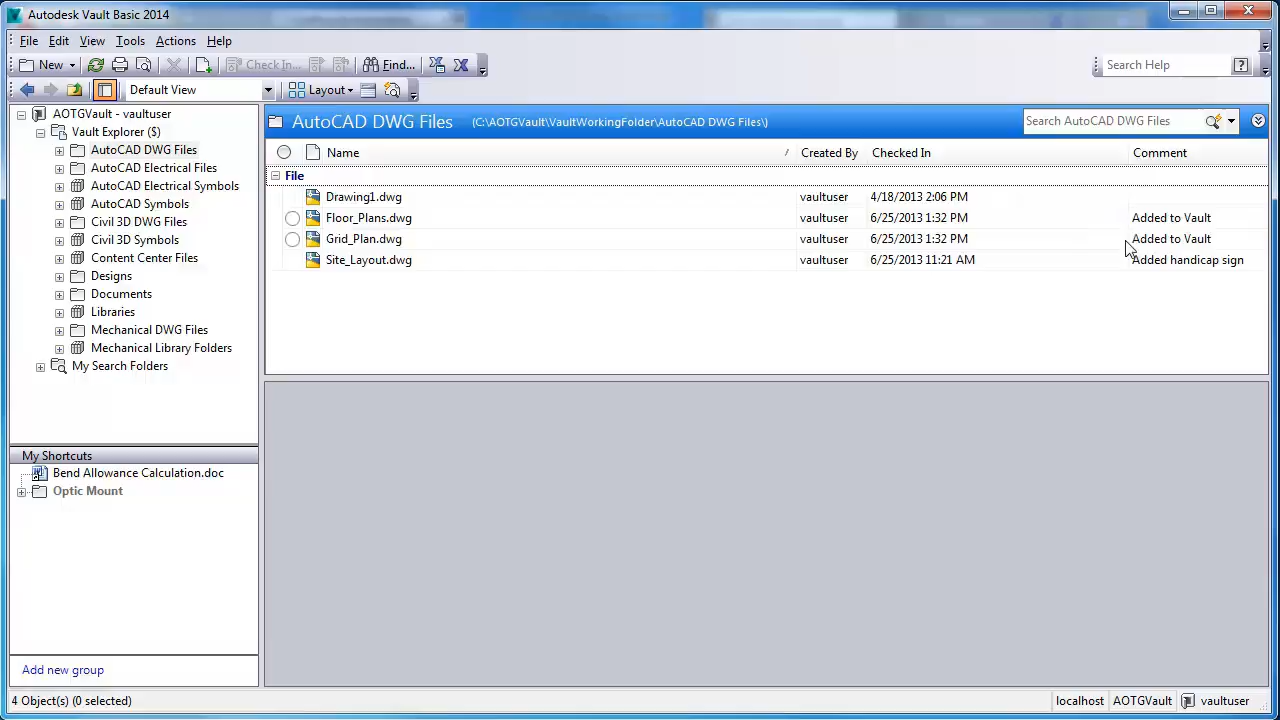 Autodesk Vault Basic 2014
File Edit View Tools Actions Help
New Check In... Find... Search Help ?
Default View Layout
AOTGVault - vaultuser
Vault Explorer ($)
AutoCAD DWG Files
AutoCAD Electrical Files
AutoCAD Electrical Symbols
AutoCAD Symbols
Civil 3D DWG Files
Civil 3D Symbols
Content Center Files
Designs
Documents
Libraries
Mechanical DWG Files
Mechanical Library Folders
My Search Folders
My Shortcuts
Bend Allowance Calculation.doc
Optic Mount
Add new group
AutoCAD DWG Files (C:\AOTGVault\VaultWorkingFolder\AutoCAD DWG Files\) Search AutoCAD DWG Files
Name Created By Checked In Comment
File
Drawing1.dwg vaultuser 4/18/2013 2:06 PM
Floor_Plans.dwg vaultuser 6/25/2013 1:32 PM Added to Vault
Grid_Plan.dwg vaultuser 6/25/2013 1:32 PM Added to Vault
Site_Layout.dwg vaultuser 6/25/2013 11:21 AM Added handicap sign
4 Object(s) (0 selected) localhost AOTGVault vaultuser